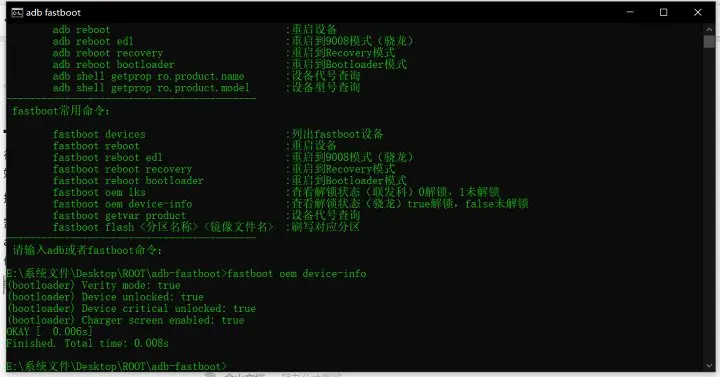 adb fastboot
adb reboot :重启设备
adb reboot edl :重启到9008模式（骁龙）
adb reboot recovery :重启到Recovery模式
adb reboot bootloader :重启到Bootloader模式
adb shell getprop ro.product.name :设备代号查询
adb shell getprop ro.product.model :设备型号查询
fastboot常用命令：
fastboot devices :列出fastboot设备
fastboot reboot :重启设备
fastboot reboot edl :重启到9008模式（骁龙）
fastboot reboot recovery :重启到Recovery模式
fastboot reboot bootloader :重启到Bootloader模式
fastboot oem lks :查看解锁状态（联发科）0解锁，1未解锁
fastboot oem device-info :查看解锁状态（骁龙）true解锁，false未解锁
fastboot getvar product :设备代号查询
fastboot flash <分区名称> <镜像文件名> :刷写对应分区
请输入adb或者fastboot命令：
E:\系统文件\Desktop\ROOT\adb-fastboot>fastboot oem device-info
(bootloader) Verity mode: true
(bootloader) Device unlocked: true
(bootloader) Device critical unlocked: true
(bootloader) Charger screen enabled: true
OKAY [  0.006s]
Finished. Total time: 0.008s
E:\系统文件\Desktop\ROOT\adb-fastboot>